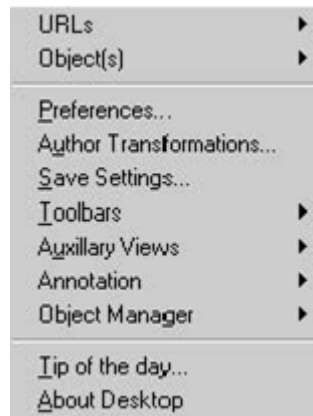 URLs
Object(s)
Preferences...
Author Transformations...
Save Settings...
Toolbars
Auxillary Views
Annotation
Object Manager
Tip of the day...
About Desktop